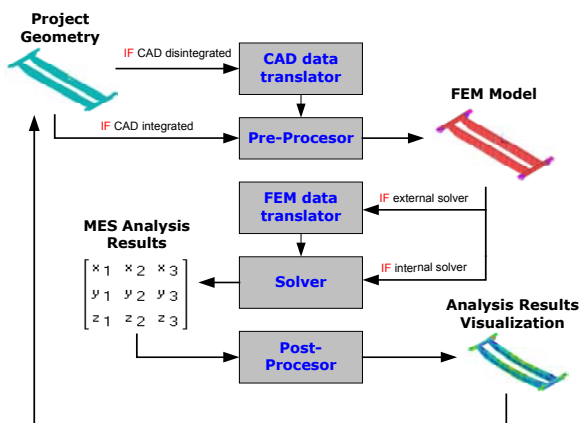 Project
Geometry
IF CAD disintegrated
CAD data
translator
FEM Model
IF CAD integrated
Pre-Procesor
FEM data
translator
IF external solver
MES Analysis
Results
x1 x2 x3
y1 y2 y3
z1 z2 z3
Solver
IF internal solver
Analysis Results
Visualization
Post-
Procesor